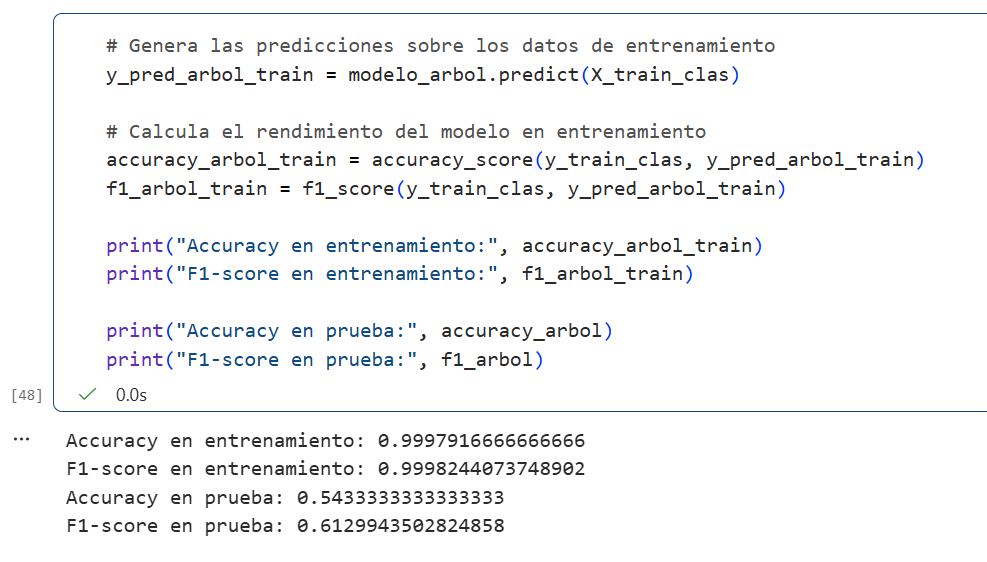 # Genera las predicciones sobre los datos de entrenamiento
y_pred_arbol_train = modelo_arbol.predict(X_train_clas)
# Calcula el rendimiento del modelo en entrenamiento
accuracy_arbol_train = accuracy_score(y_train_clas, y_pred_arbol_train)
f1_arbol_train = f1_score(y_train_clas, y_pred_arbol_train)
print("Accuracy en entrenamiento:", accuracy_arbol_train)
print("F1-score en entrenamiento:", f1_arbol_train)
print("Accuracy en prueba:", accuracy_arbol)
print("F1-score en prueba:", f1_arbol)
[48] ✓ 0.0s
... Accuracy en entrenamiento: 0.9997916666666666
F1-score en entrenamiento: 0.9998244073748902
Accuracy en prueba: 0.5433333333333333
F1-score en prueba: 0.6129943502824858